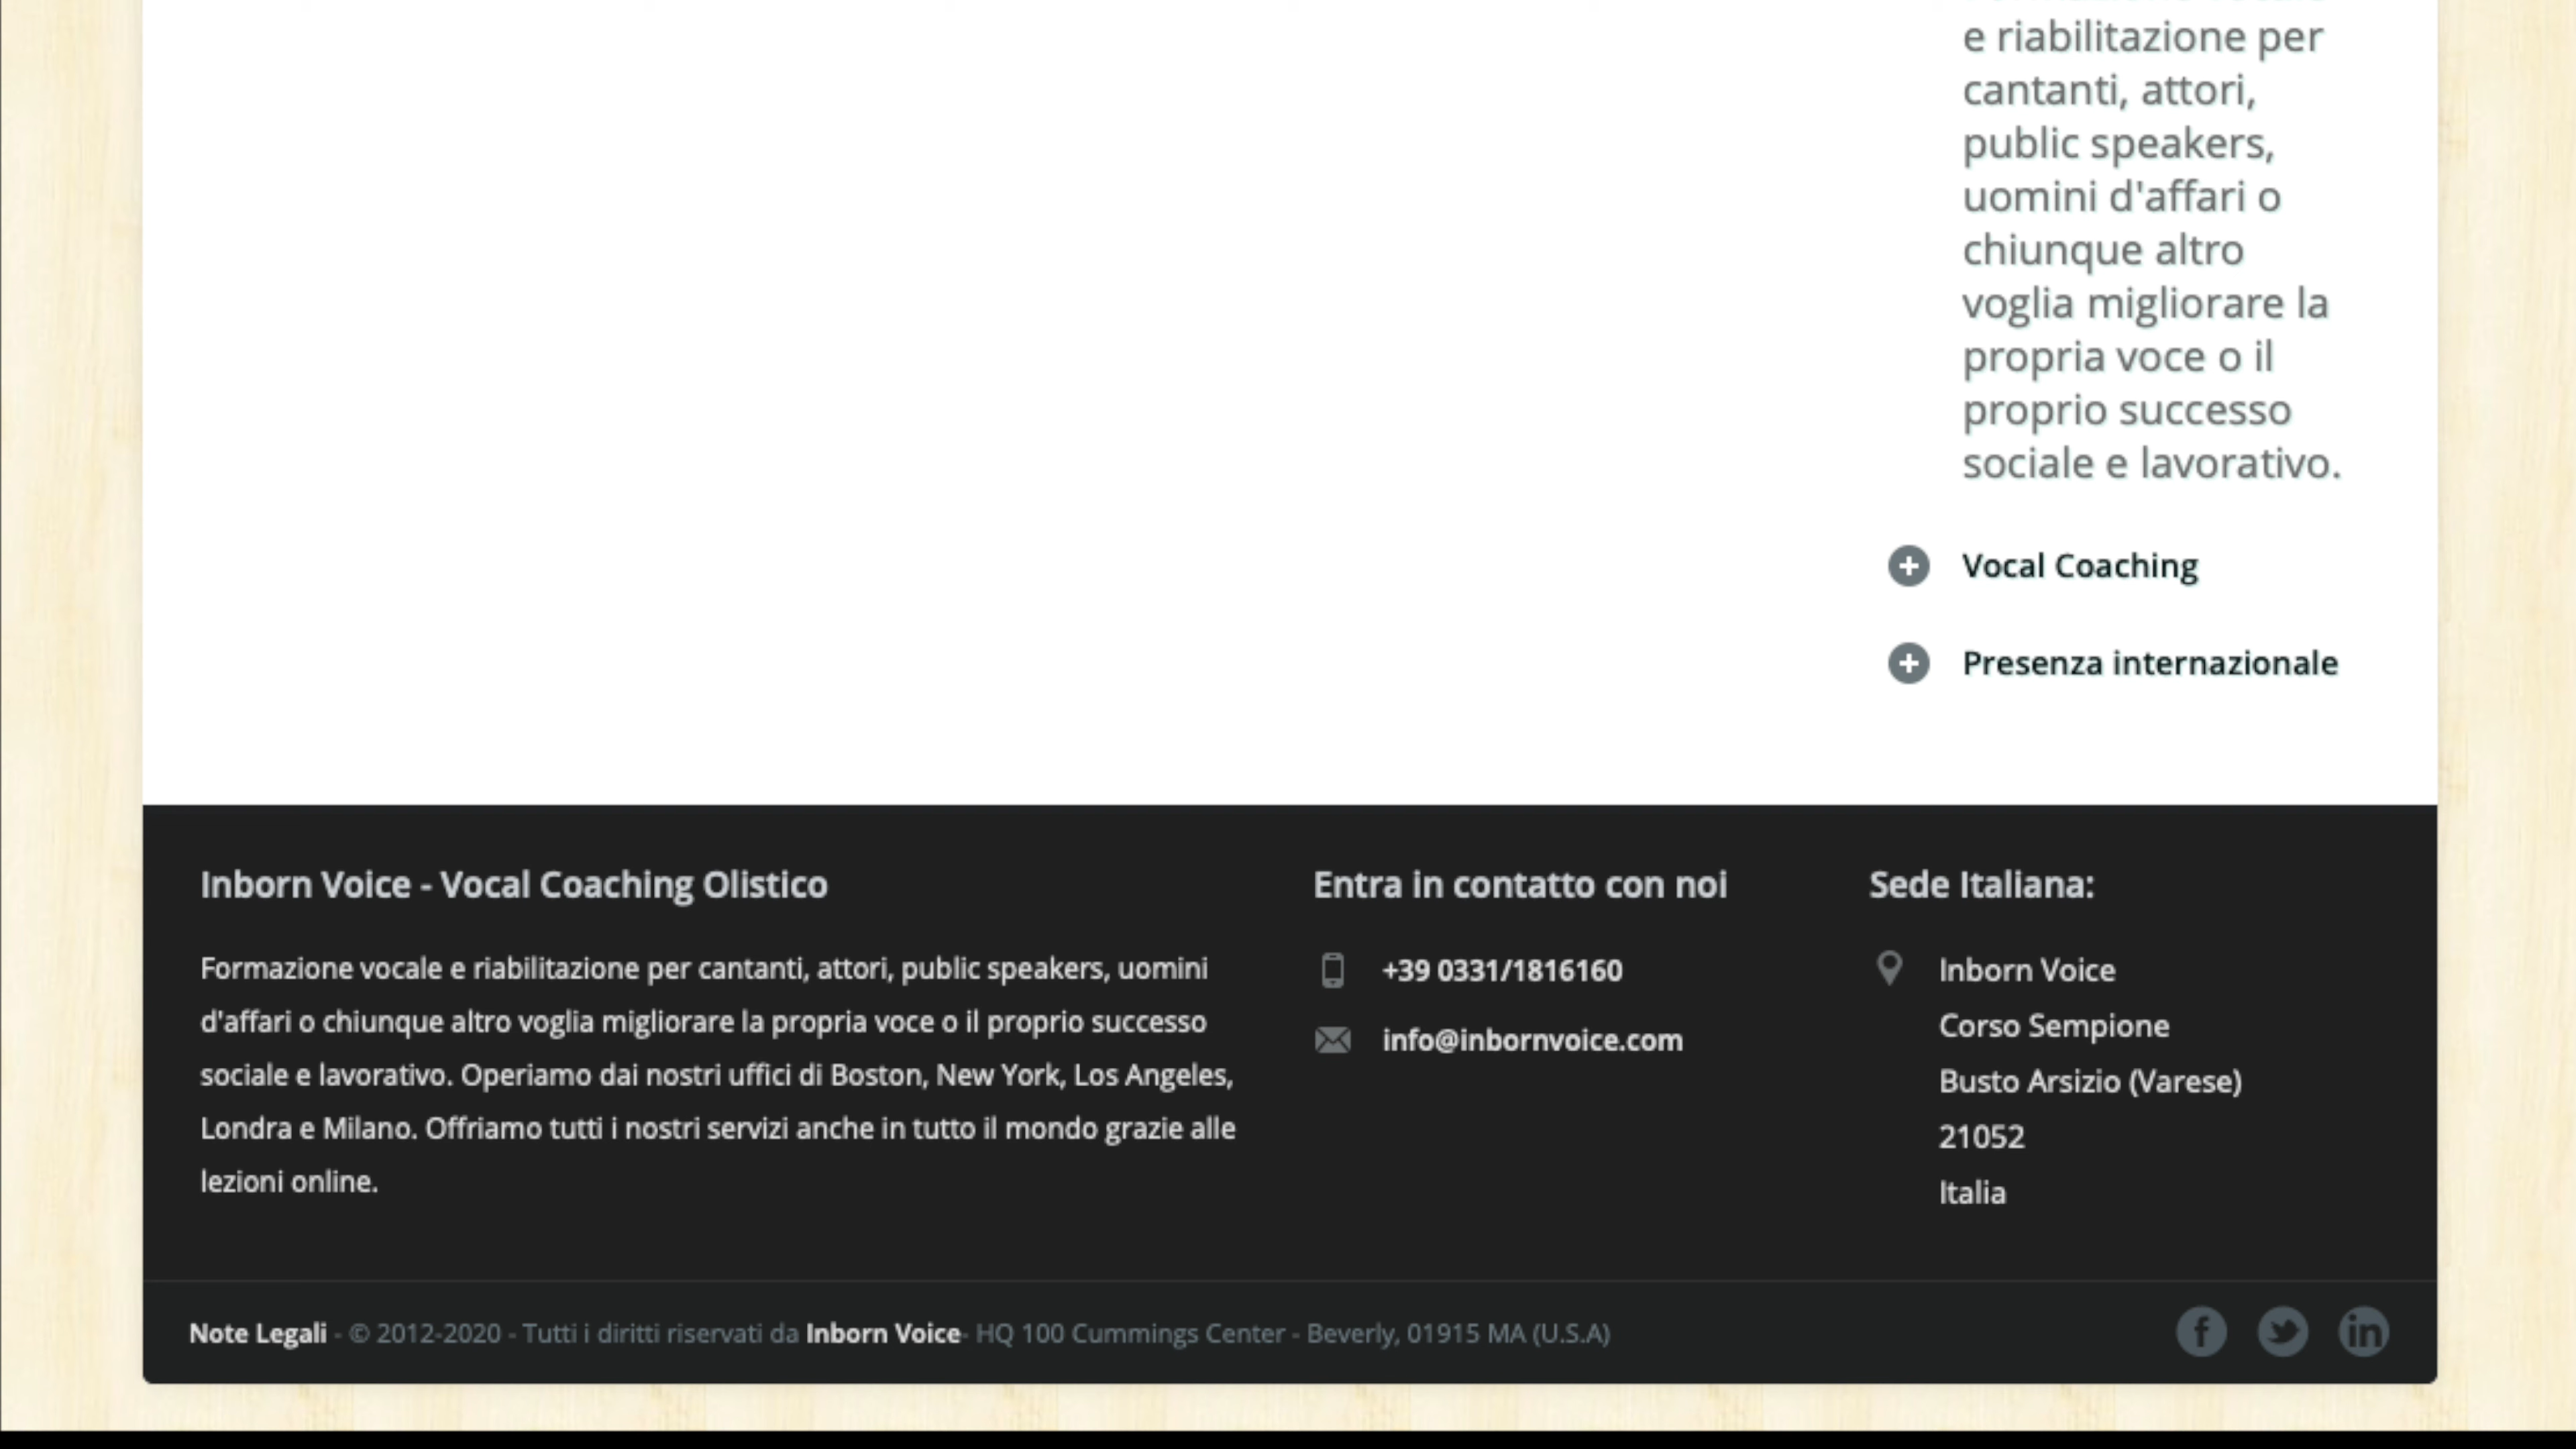 e riabilitazione per
cantanti, attori,
public speakers,
uomini d'affari o
chiunque altro
voglia migliorare la
propria voce o il
proprio successo
sociale e lavorativo.
Vocal Coaching
Presenza internazionale
Inborn Voice - Vocal Coaching Olistico
Formazione vocale e riabilitazione per cantanti, attori, public speakers, uomini
d'affari o chiunque altro voglia migliorare la propria voce o il proprio successo
sociale e lavorativo. Operiamo dai nostri uffici di Boston, New York, Los Angeles,
Londra e Milano. Offriamo tutti i nostri servizi anche in tutto il mondo grazie alle
lezioni online.
Entra in contatto con noi
+39 0331/1816160
info@inbornvoice.com
Sede Italiana:
Inborn Voice
Corso Sempione
Busto Arsizio (Varese)
21052
Italia
Note Legali - © 2012-2020 - Tutti i diritti riservati da Inborn Voice- HQ 100 Cummings Center - Beverly, 01915 MA (U.S.A)